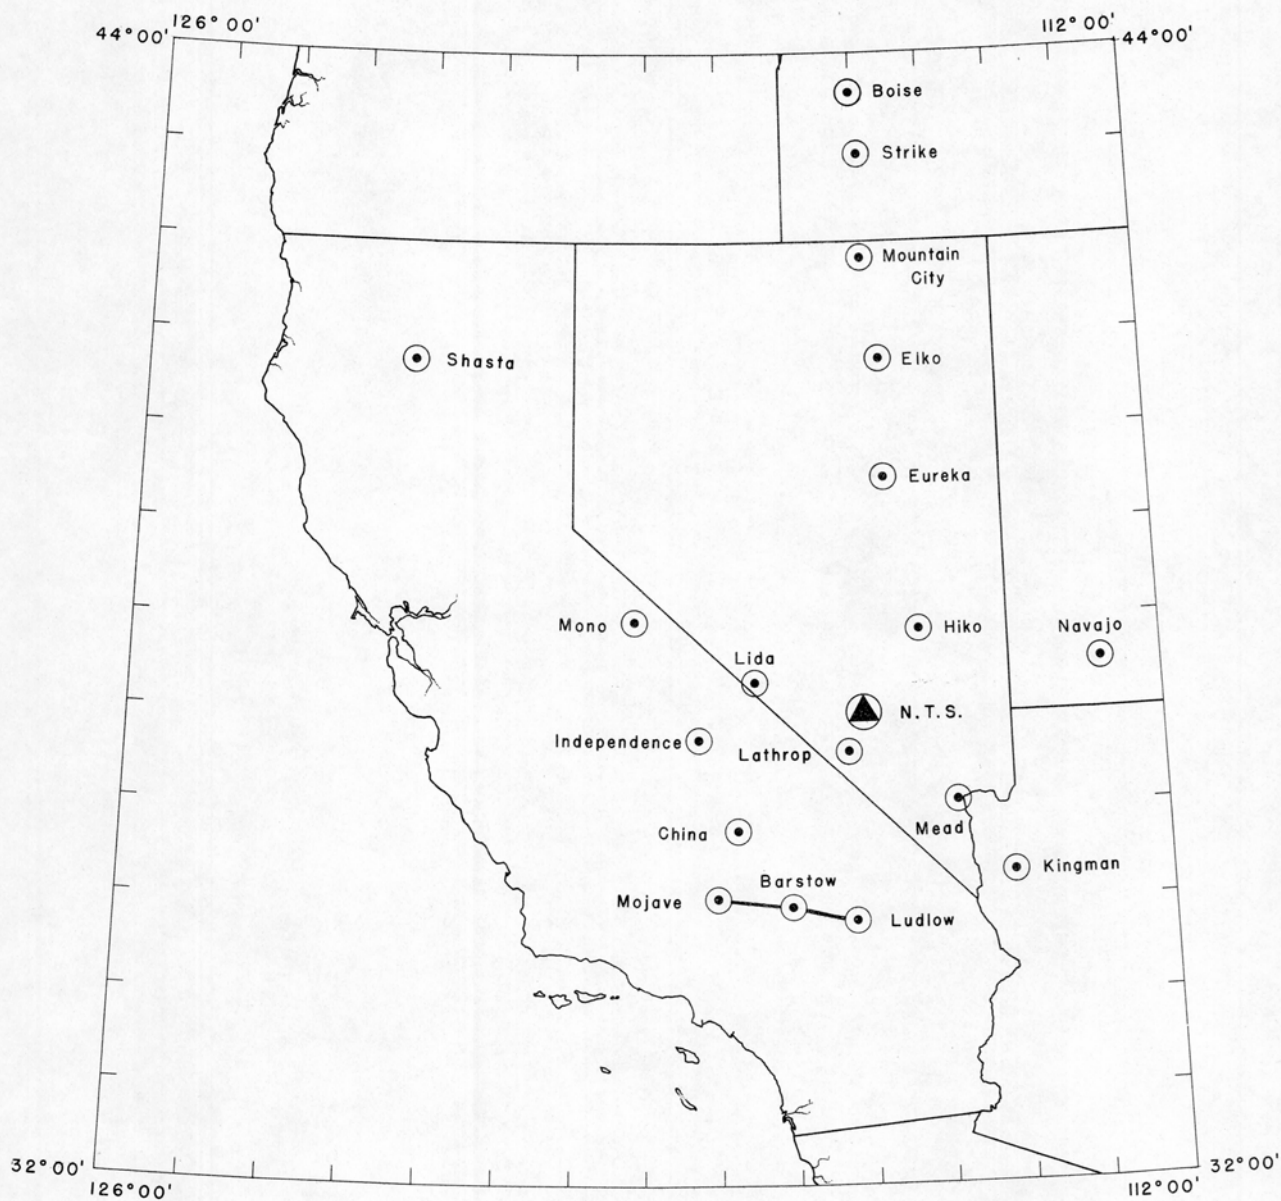 126° 00'
112° 00'
44°00'
44°00'
Boise
Strike
Mountain
City
Shasta
Elko
Eureka
Mono
Hiko
Navajo
Lida
N.T.S.
Independence
Lathrop
China
Mead
Barstow
Kingman
Mojave
Ludlow
32°00'
32°00'
126°00'
112°00'